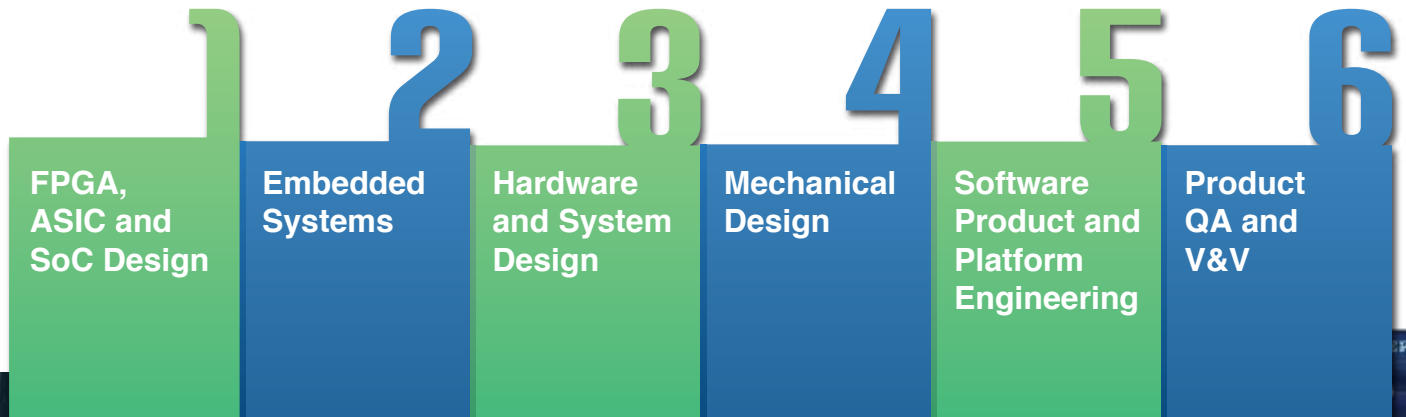 1
FPGA,
ASIC and
SoC Design
2
Embedded
Systems
3
Hardware
and System
Design
4
Mechanical
Design
5
Software
Product and
Platform
Engineering
6
Product
QA and
V&V